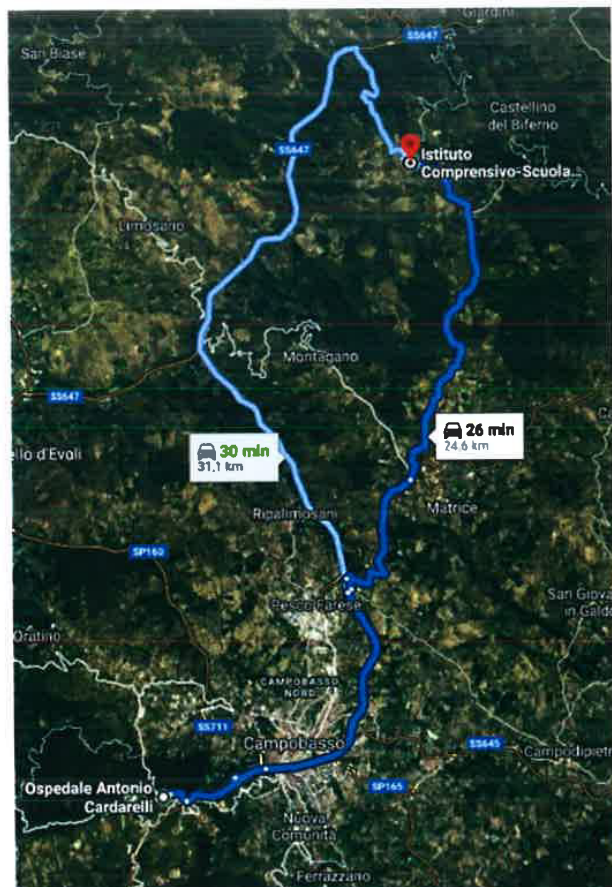 Giardini
SS647
San Biase
Castellino
del Biferno
Istituto
Comprensivo-Scuola...
SS647
Limosano
Montagano
SS647
30 min
31,1 km
26 min
24,6 km
ello d'Evoli
Ripalimosani
Matrice
SP160
Pesco Farese
San Giova
in Galdo
Oratino
CAMPOBASSO
NORD
SS711
Campobasso
SS645
Campodipietr
Ospedale Antonio
Cardarelli
SP165
Nuova
Comunità
Ferrazzano